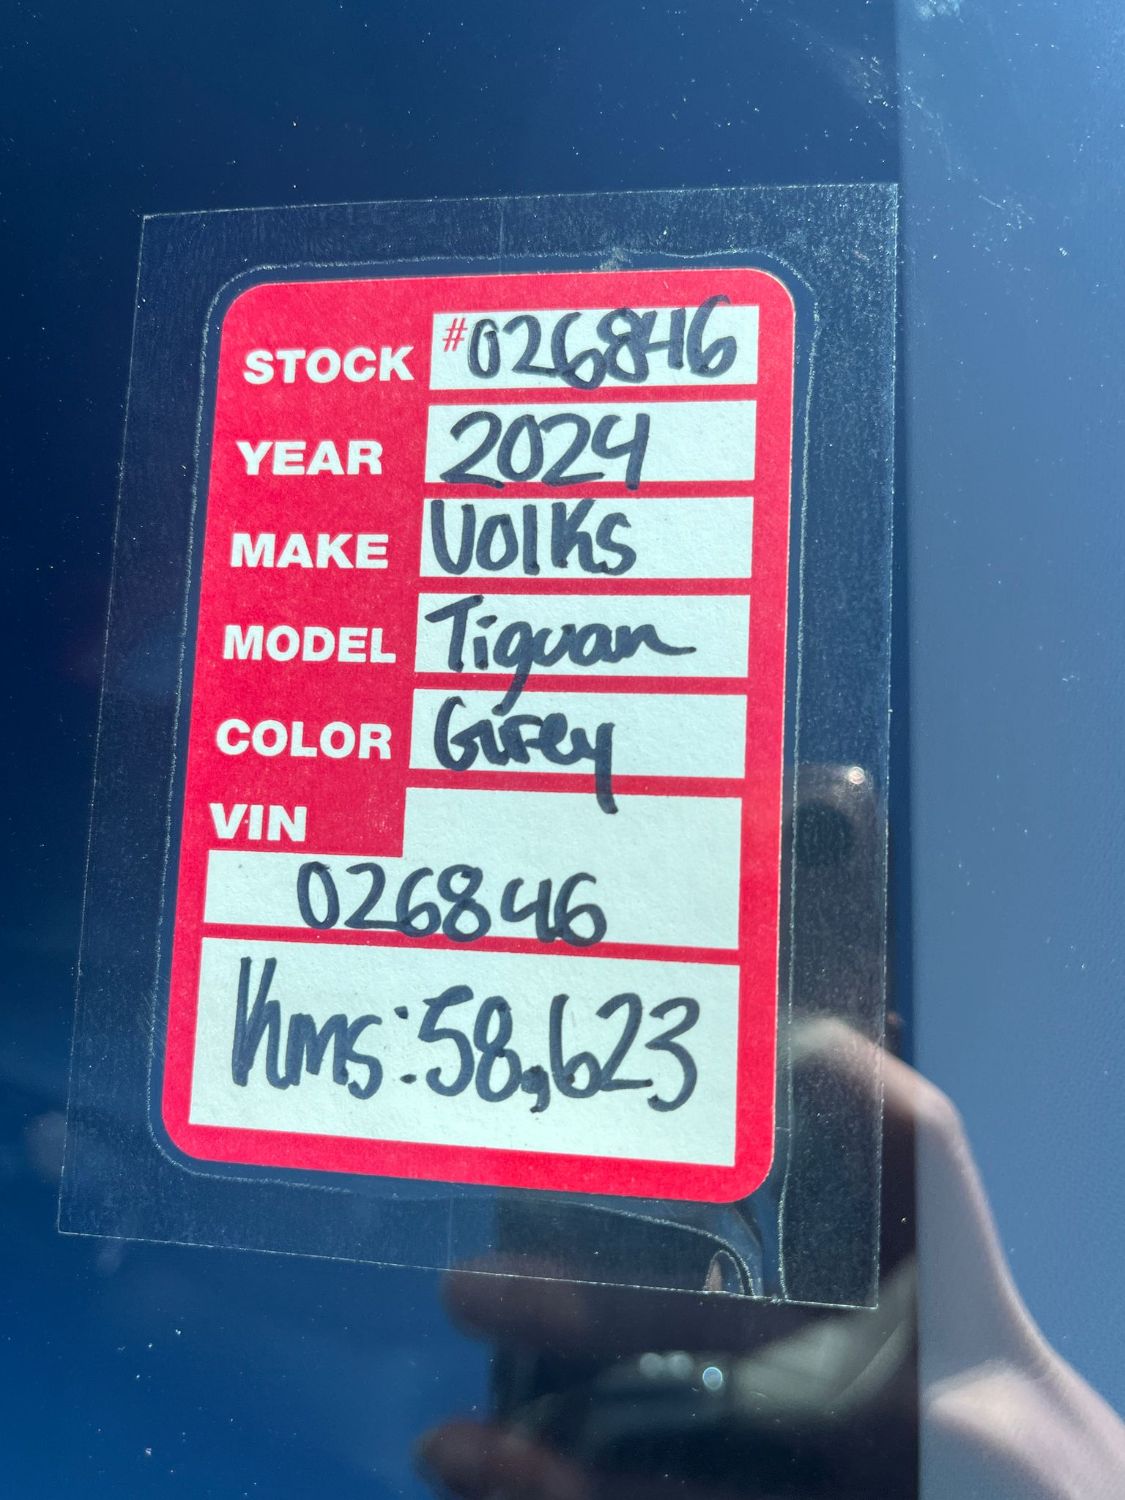 STOCK #026846
YEAR 2024
MAKE Volks
MODEL Tiguan
COLOR Grey
VIN
026846
Kms: 58,623